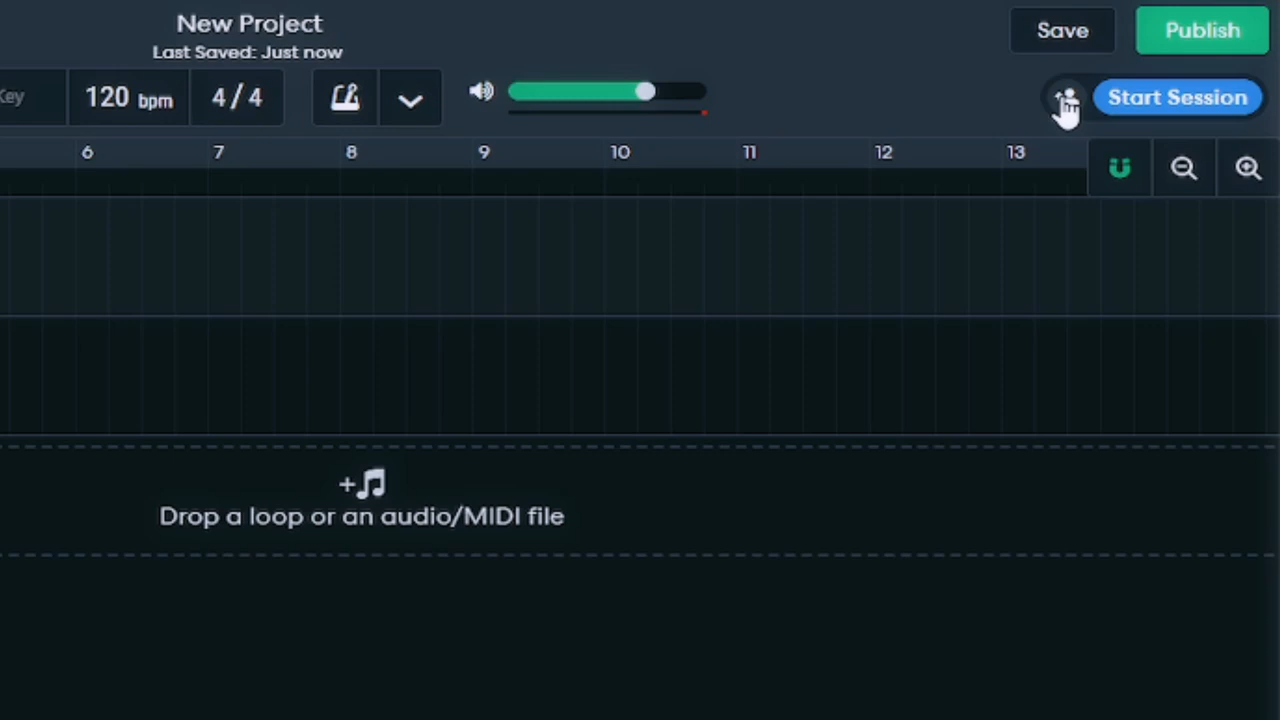 New Project
Last Saved: Just now
Save
Publish
Key
120 bpm
4 / 4
Start Session
6 7 8 9 10 11 12 13
Drop a loop or an audio/MIDI file